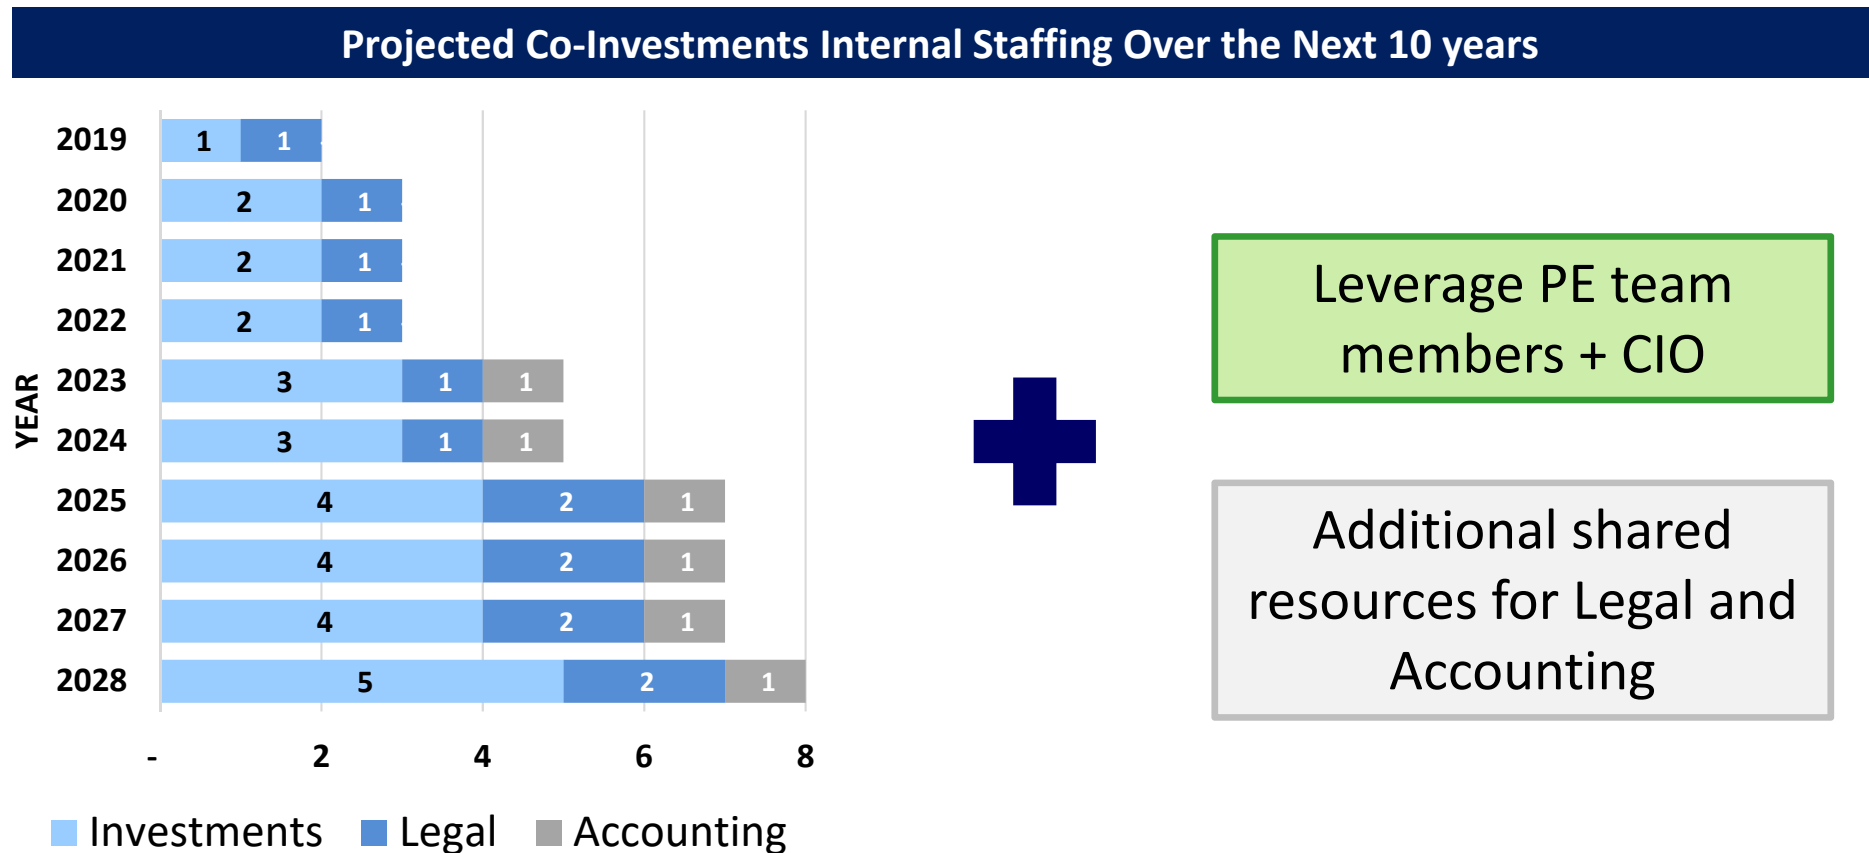 Projected Co-Investments Internal Staffing Over the Next 10 years
YEAR
2019 1 1
2020 2 1
2021 2 1
2022 2 1
2023 3 1 1
2024 3 1 1
2025 4 2 1
2026 4 2 1
2027 4 2 1
2028 5 2 1
- 2 4 6 8
Investments Legal Accounting
Leverage PE team
members + CIO
Additional shared
resources for Legal and
Accounting